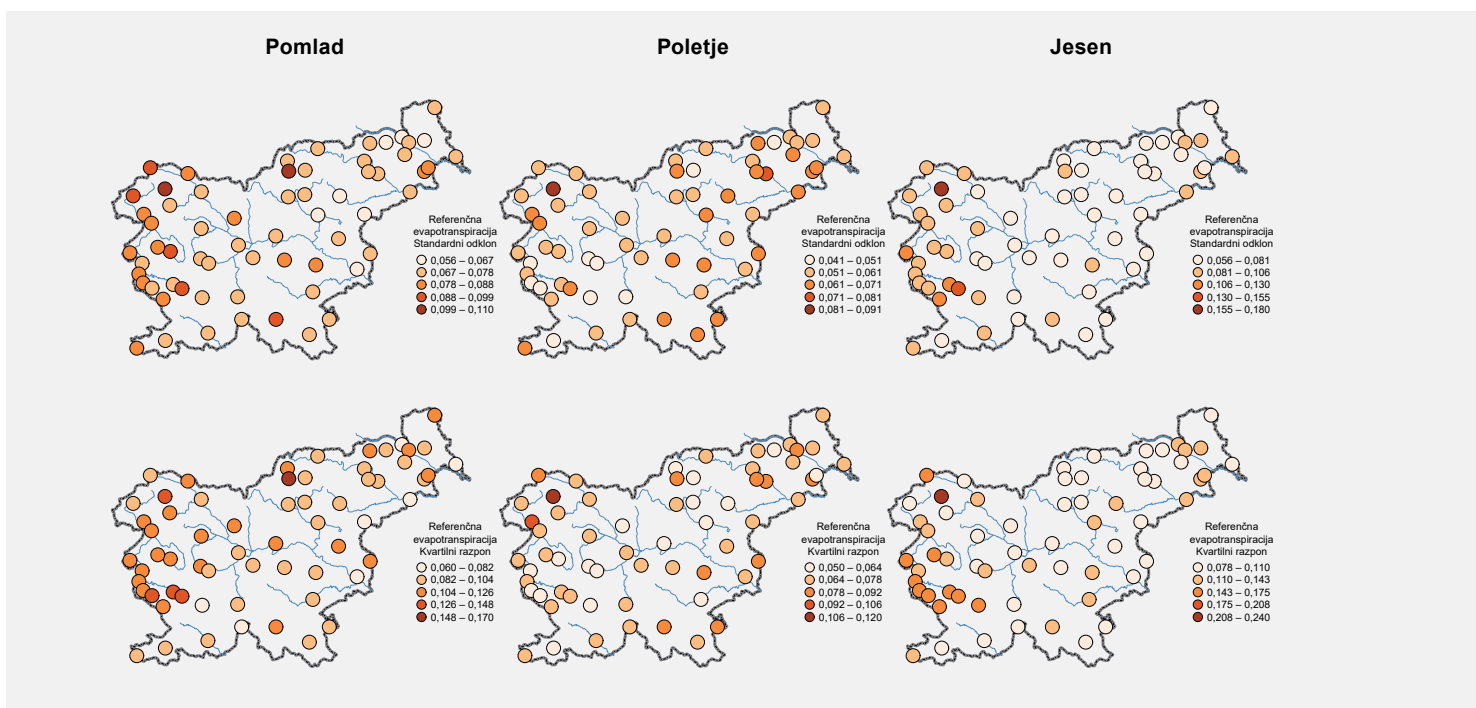 Pomlad
Poletje
Jesen
Referenčna
evapotranspiracija
Standardni odklon
0,056 – 0,067
0,067 – 0,078
0,078 – 0,088
0,088 – 0,099
0,099 – 0,110
Referenčna
evapotranspiracija
Standardni odklon
0,041 – 0,051
0,051 – 0,061
0,061 – 0,071
0,071 – 0,081
0,081 – 0,091
Referenčna
evapotranspiracija
Standardni odklon
0,056 – 0,081
0,081 – 0,106
0,106 – 0,130
0,130 – 0,155
0,155 – 0,180
Referenčna
evapotranspiracija
Kvartilni razpon
0,060 – 0,082
0,082 – 0,104
0,104 – 0,126
0,126 – 0,148
0,148 – 0,170
Referenčna
evapotranspiracija
Kvartilni razpon
0,050 – 0,064
0,064 – 0,078
0,078 – 0,092
0,092 – 0,106
0,106 – 0,120
Referenčna
evapotranspiracija
Kvartilni razpon
0,078 – 0,110
0,110 – 0,143
0,143 – 0,175
0,175 – 0,208
0,208 – 0,240